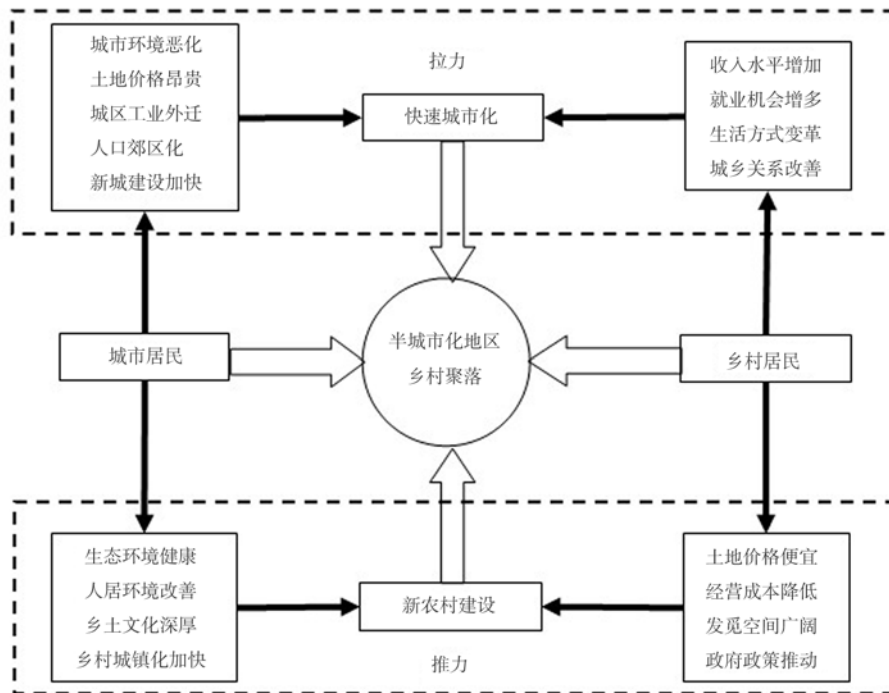 城市环境恶化
土地价格昂贵
城区工业外迁
人口郊区化
新城建设加快
拉力
快速城市化
收入水平增加
就业机会增多
生活方式变革
城乡关系改善
城市居民
半城市化地区
乡村聚落
乡村居民
生态环境健康
人居环境改善
乡土文化深厚
乡村城镇化加快
新农村建设
推力
土地价格便宜
经营成本降低
发觅空间广阔
政府政策推动